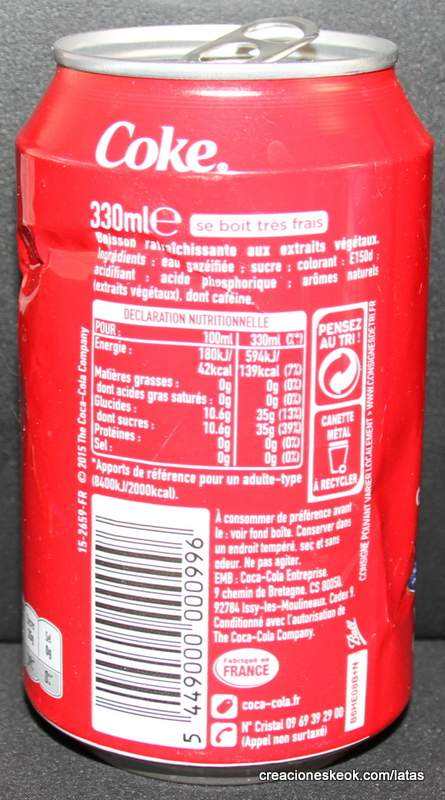 Coke.
330ml e se boit très frais
Boisson rafraîchissante aux extraits végétaux.
Ingrédients : eau gazéifiée ; sucre ; colorant : E150d ;
acidifiant : acide phosphorique ; arômes naturels
(extraits végétaux), dont caféine.
DECLARATION NUTRITIONNELLE
POUR : 100ml 330ml (%*)
Energie : 180kJ/ 594kJ/
42kcal 139kcal (7%)
Matières grasses : 0g 0g (0%)
dont acides gras saturés : 0g 0g (0%)
Glucides : 10.6g 35g (13%)
dont sucres : 10.6g 35g (39%)
Protéines : 0g 0g (0%)
Sel : 0g 0g (0%)
*Apports de référence pour un adulte-type
(8400kJ/2000kcal).
PENSEZ
AU TRI !
CANETTE
MÉTAL
À RECYCLER
CONSIGNE POUVANT VARIER LOCALEMENT > WWW.CONSIGNESDETRI.FR
15-2659-FR © 2015 The Coca-Cola Company
À consommer de préférence avant
le : voir fond boîte. Conserver dans
un endroit tempéré, sec et sans
odeur. Ne pas agiter.
EMB : Coca-Cola Entreprise
9 chemin de Bretagne, CS 80050,
92784 Issy-les-Moulineaux, Cedex 9.
Conditionné avec l'autorisation de
The Coca-Cola Company.
5 449000 000996
Fabriqué en
FRANCE
coca-cola.fr
N° Cristal 09 69 39 29 00
(Appel non surtaxé)
Ball
creacioneskeok.com/latas